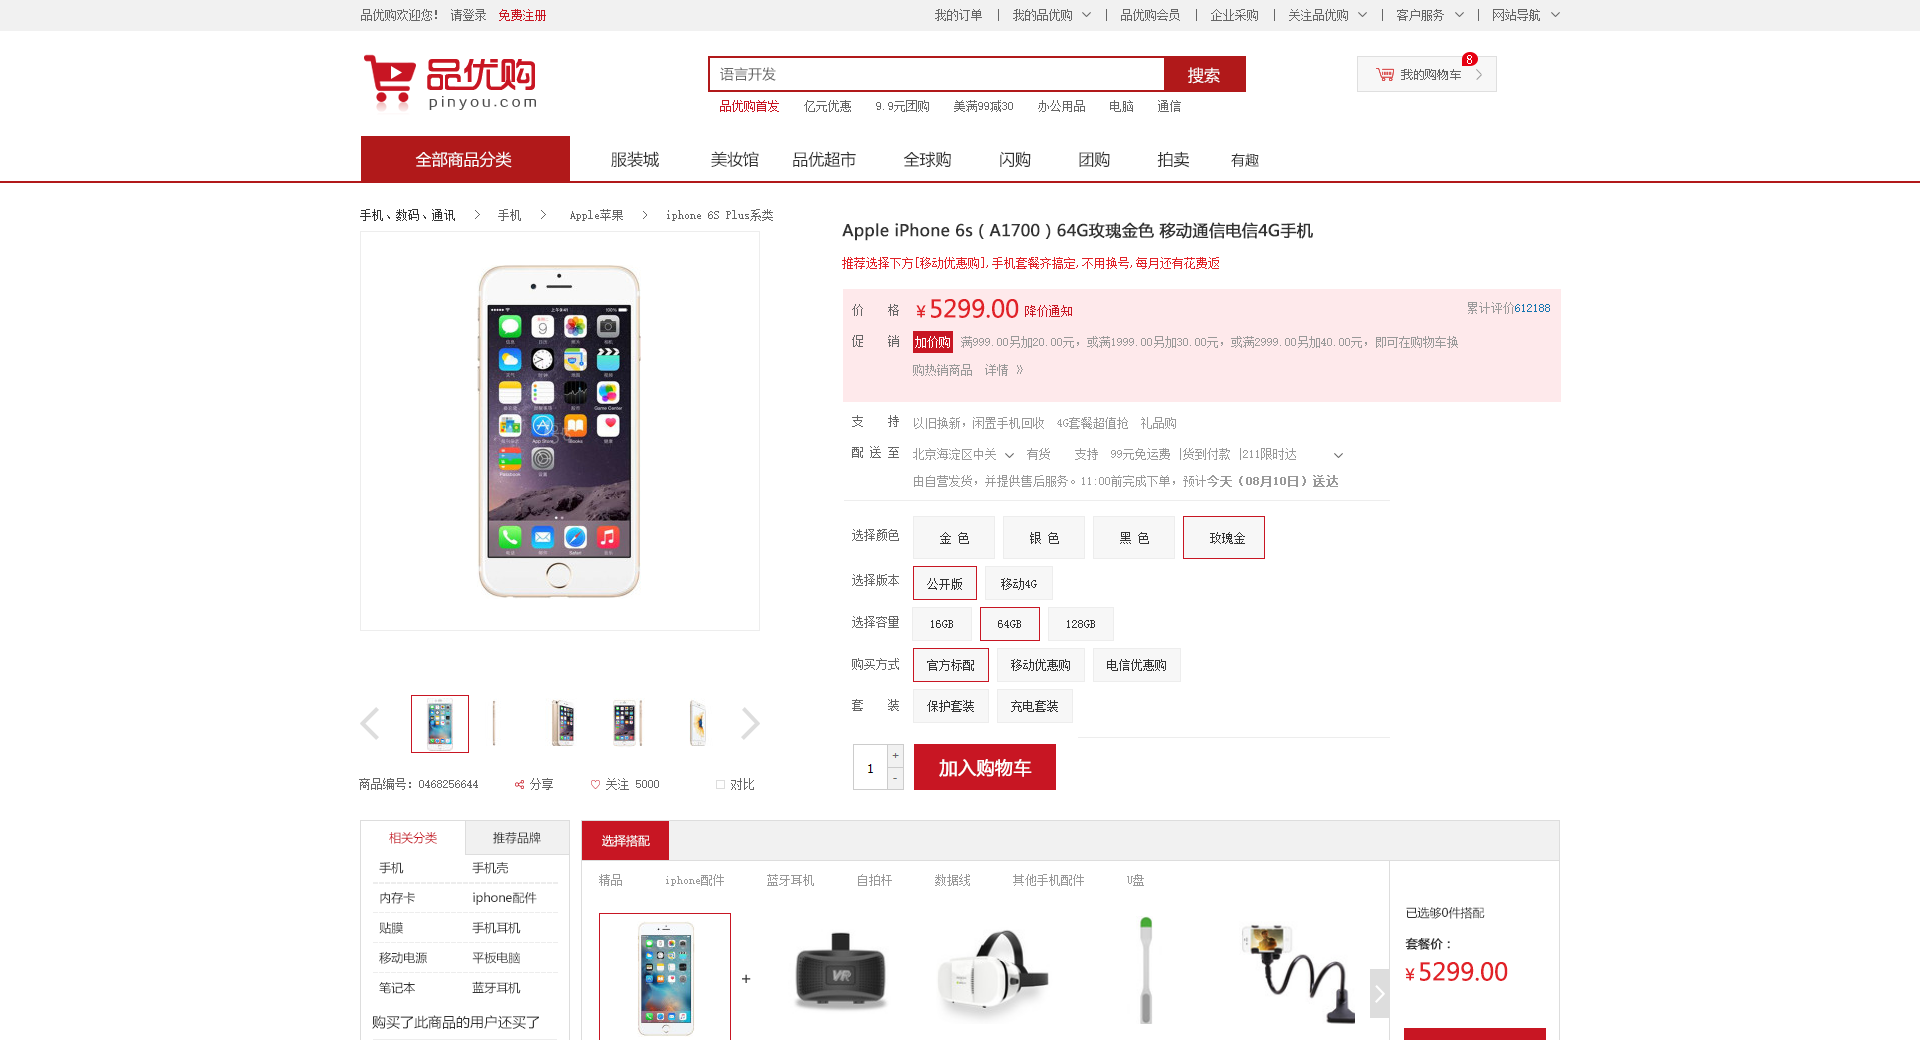 品优购欢迎您! 请登录 免费注册
我的订单 | 我的品优购 | 品优购会员 | 企业采购 | 关注品优购 | 客户服务 | 网站导航
品优购
pinyou.com
语言开发 搜索
8
我的购物车
品优购首发 亿元优惠 9.9元团购 美满99减30 办公用品 电脑 通信
全部商品分类 服装城 美妆馆 品优超市 全球购 闪购 团购 拍卖 有趣
手机、数码、通讯 手机 Apple苹果 iphone 6S Plus系类
Apple iPhone 6s（A1700）64G玫瑰金色 移动通信电信4G手机
推荐选择下方[移动优惠购],手机套餐齐搞定,不用换号,每月还有花费返
价 格 ¥5299.00 降价通知 累计评价612188
促 销 加价购 满999.00另加20.00元，或满1999.00另加30.00元，或满2999.00另加40.00元，即可在购物车换
购热销商品 详情 》
支 持 以旧换新，闲置手机回收 4G套餐超值抢 礼品购
配 送 至 北京海淀区中关 有货 支持 99元免运费 |货到付款 |211限时达
由自营发货，并提供售后服务。11:00前完成下单，预计今天（08月10日）送达
选择颜色 金 色 银 色 黑 色 玫瑰金
选择版本 公开版 移动4G
选择容量 16GB 64GB 128GB
购买方式 官方标配 移动优惠购 电信优惠购
套 装 保护套装 充电套装
1 + - 加入购物车
商品编号: 0468256644 分享 关注 5000 对比
相关分类 推荐品牌
手机 手机壳
内存卡 iphone配件
贴膜 手机耳机
移动电源 平板电脑
笔记本 蓝牙耳机
购买了此商品的用户还买了
选择搭配
精品 iphone配件 蓝牙耳机 自拍杆 数据线 其他手机配件 U盘
+
VR
已选够0件搭配
套餐价：
¥5299.00